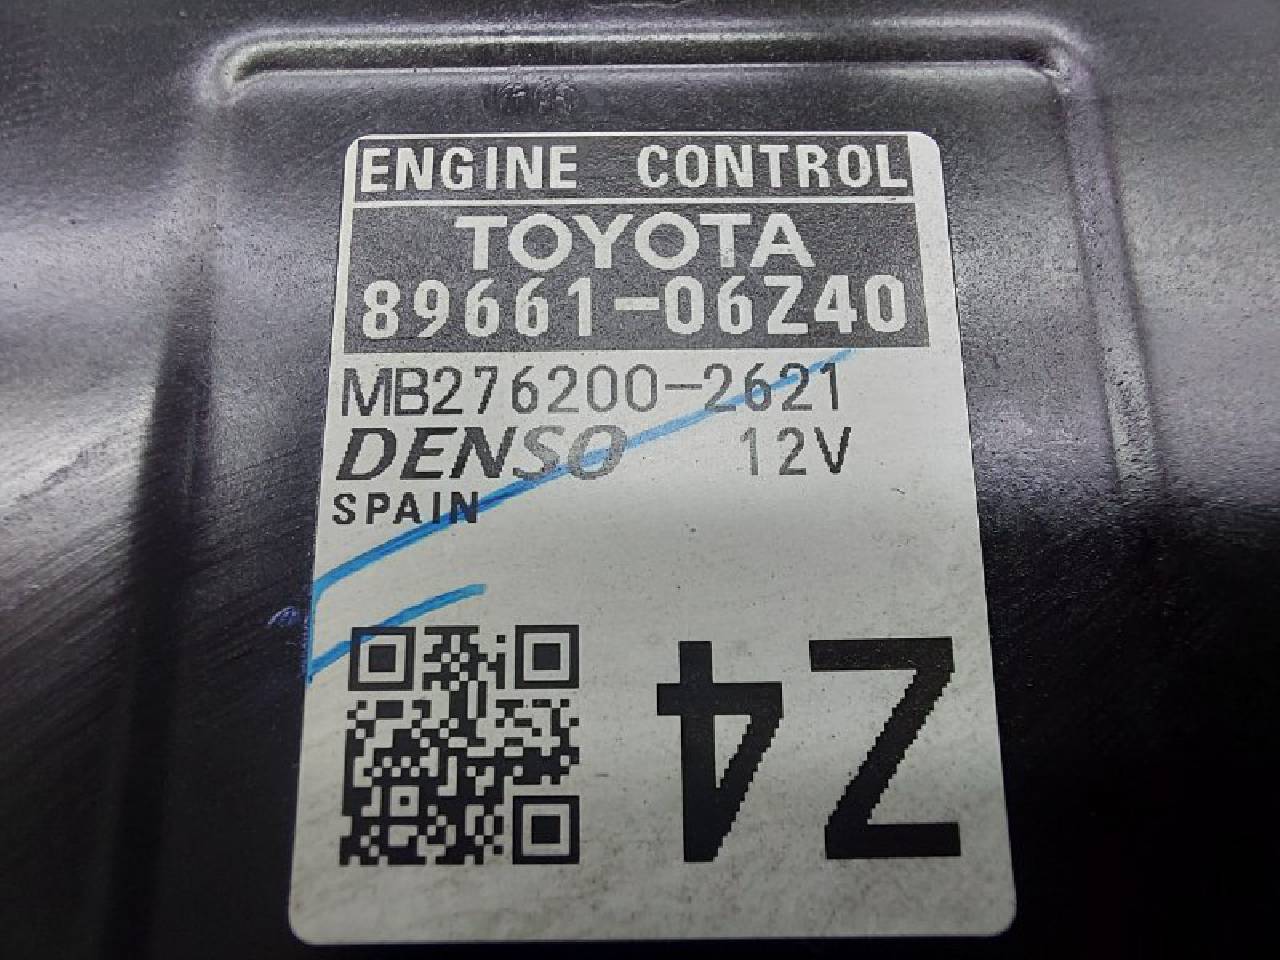 ENGINE CONTROL
TOYOTA
89661-06Z40
MB276200-2621
DENSO 12V
SPAIN
Z4